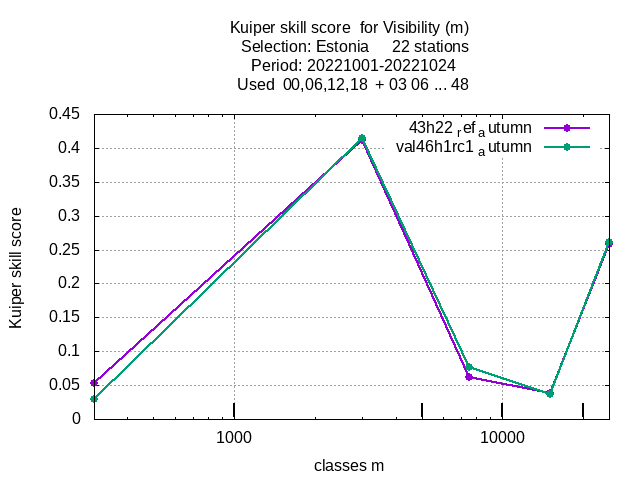 Kuiper skill score for Visibility (m)
Selection: Estonia 22 stations
Period: 20221001-20221024
Used 00,06,12,18 + 03 06 ... 48
43h22 ref autumn
val46h1rc1 autumn
0.45
0.4
0.35
0.3
0.25
0.2
0.15
0.1
0.05
0
Kuiper skill score
1000 10000
classes m